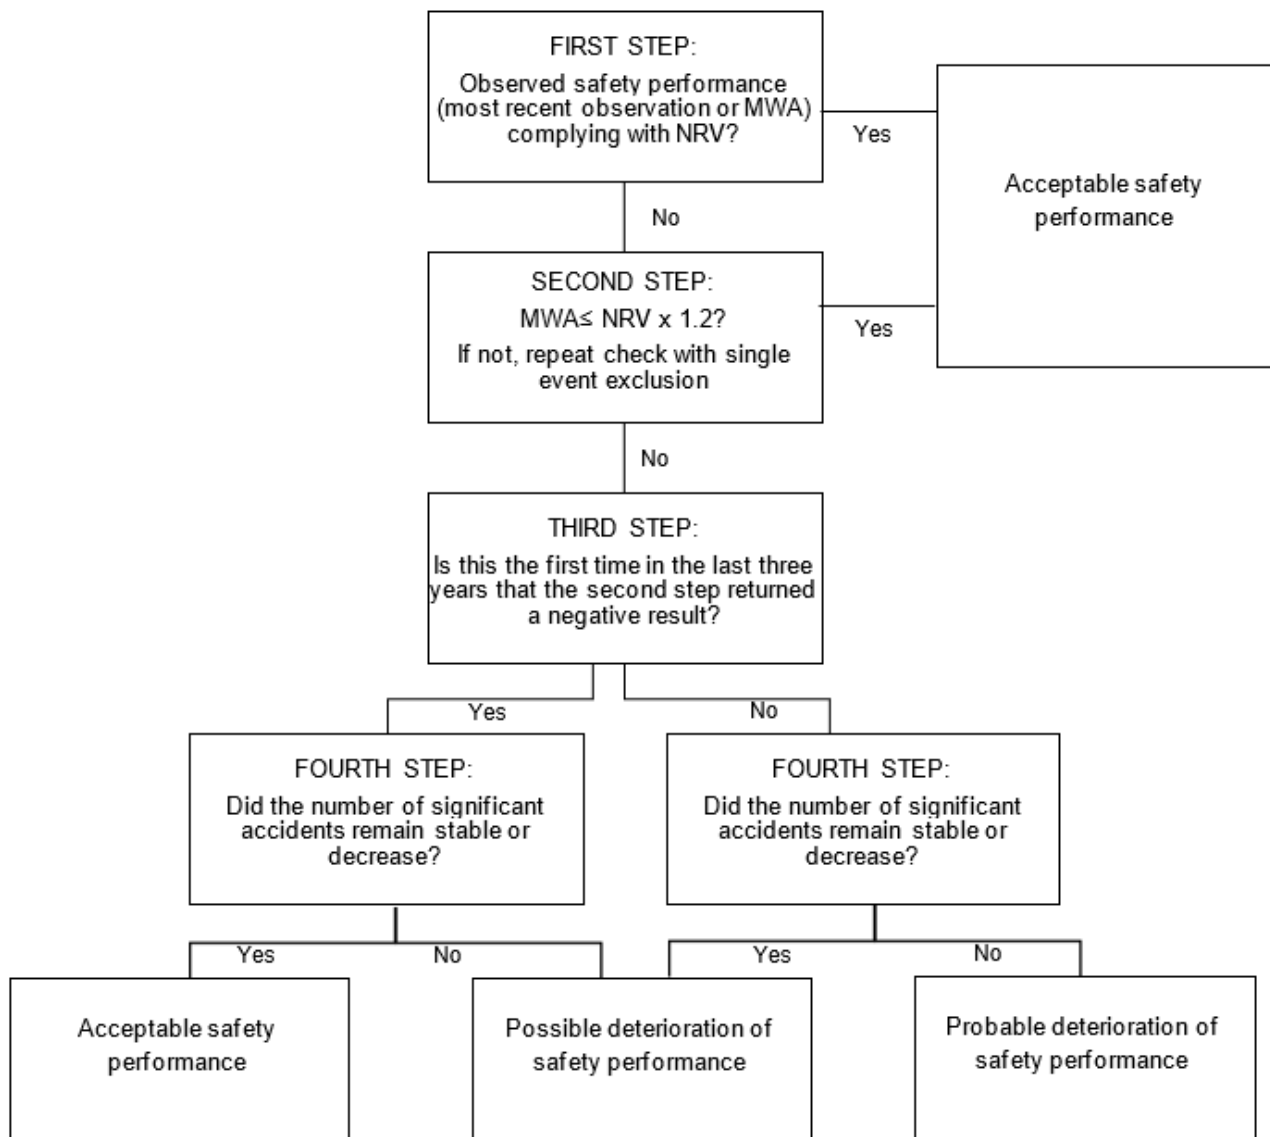 FIRST STEP:
Observed safety performance
(most recent observation or MWA)
complying with NRV?
Yes
Acceptable safety
performance
No
SECOND STEP:
MWA≤ NRV x 1.2?
If not, repeat check with single
event exclusion
Yes
No
THIRD STEP:
Is this the first time in the last three
years that the second step returned
a negative result?
Yes
No
FOURTH STEP:
Did the number of significant
accidents remain stable or
decrease?
FOURTH STEP:
Did the number of significant
accidents remain stable or
decrease?
Yes
No
Yes
No
Acceptable safety
performance
Possible deterioration of
safety performance
Probable deterioration of
safety performance